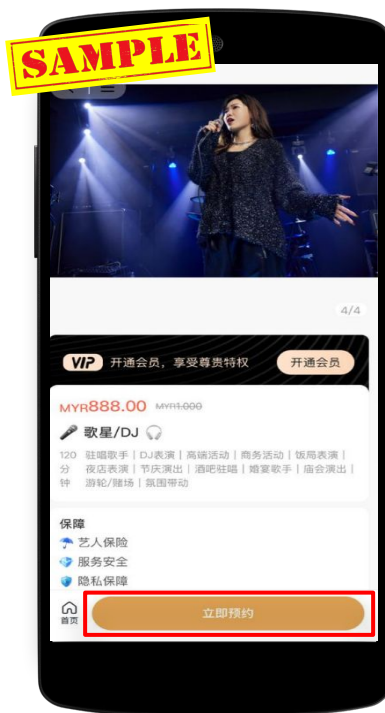 SAMPLE
4/4
VIP 开通会员，享受尊贵特权 开通会员
MYR888.00 MYR1,000
歌星/DJ
120分钟
驻唱歌手 | DJ表演 | 高端活动 | 商务活动 | 饭局表演 |
夜店表演 | 节庆演出 | 酒吧驻唱 | 婚宴歌手 | 庙会演出 |
游轮/赌场 | 氛围带动
保障
艺人保险
服务安全
隐私保障
首页
立即预约